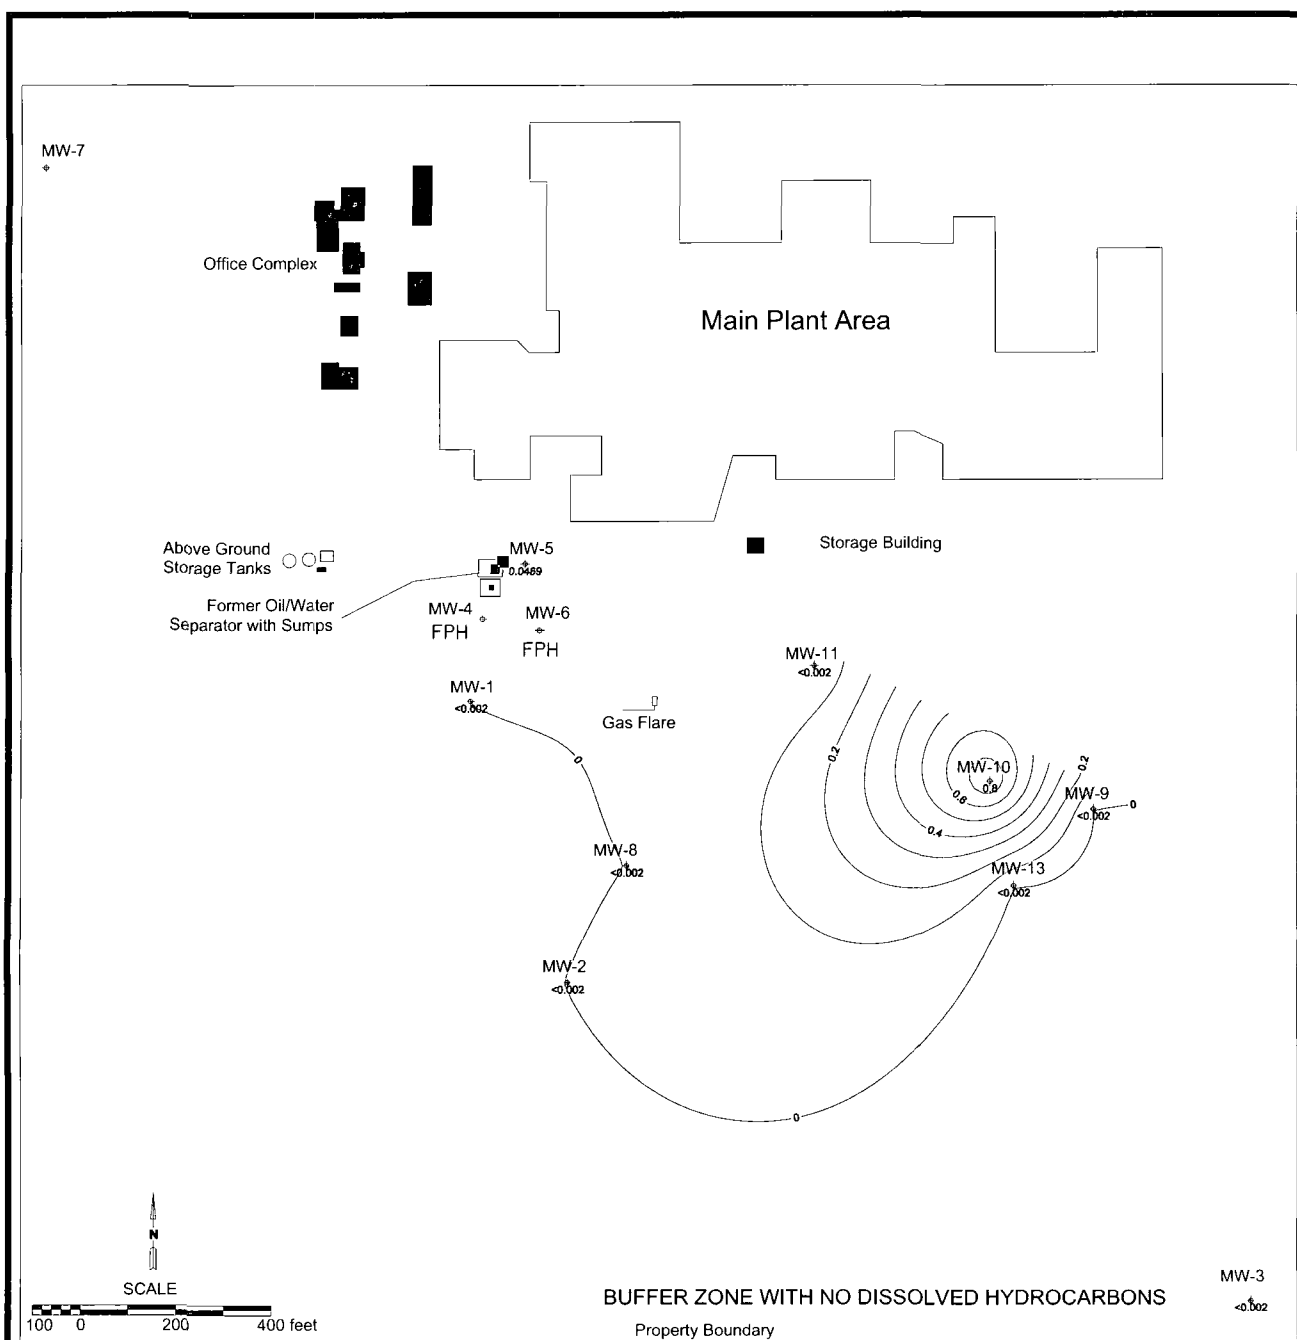 MW-7
Office Complex
Main Plant Area
Above Ground
Storage Tanks
MW-5
0.0469
Storage Building
Former Oil/Water
Separator with Sumps
MW-4
FPH
MW-6
FPH
MW-11
<0.002
MW-1
<0.002
Gas Flare
0
0.2
0.2
MW-10
0.8
0.6
0.4
MW-9
<0.002
0
MW-8
<0.002
MW-13
<0.002
MW-2
<0.002
0
N
SCALE
100 0 200 400 feet
BUFFER ZONE WITH NO DISSOLVED HYDROCARBONS
Property Boundary
MW-3
<0.002